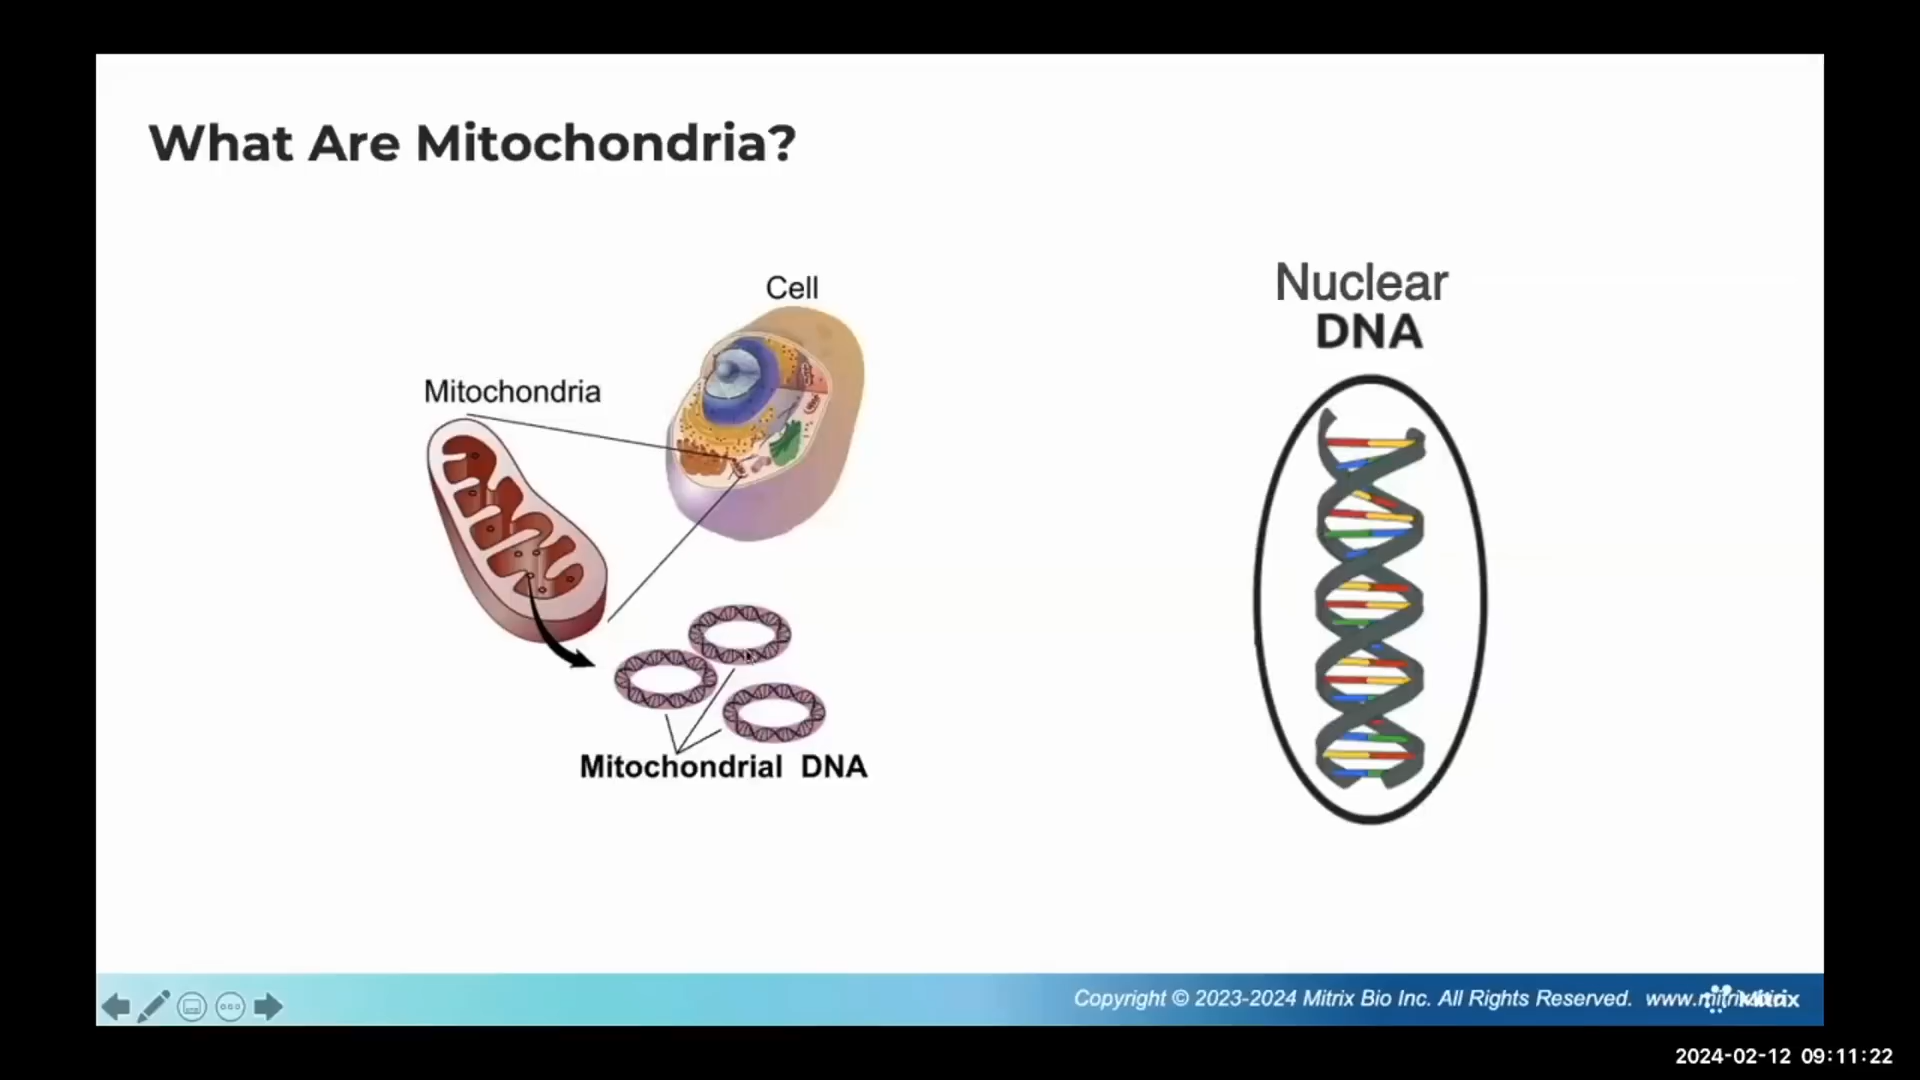 What Are Mitochondria?
Cell
Mitochondria
Mitochondrial DNA
Nuclear
DNA
Copyright © 2023-2024 Mitrix Bio Inc. All Rights Reserved. 
Mitrix
2024-02-12 09:11:22